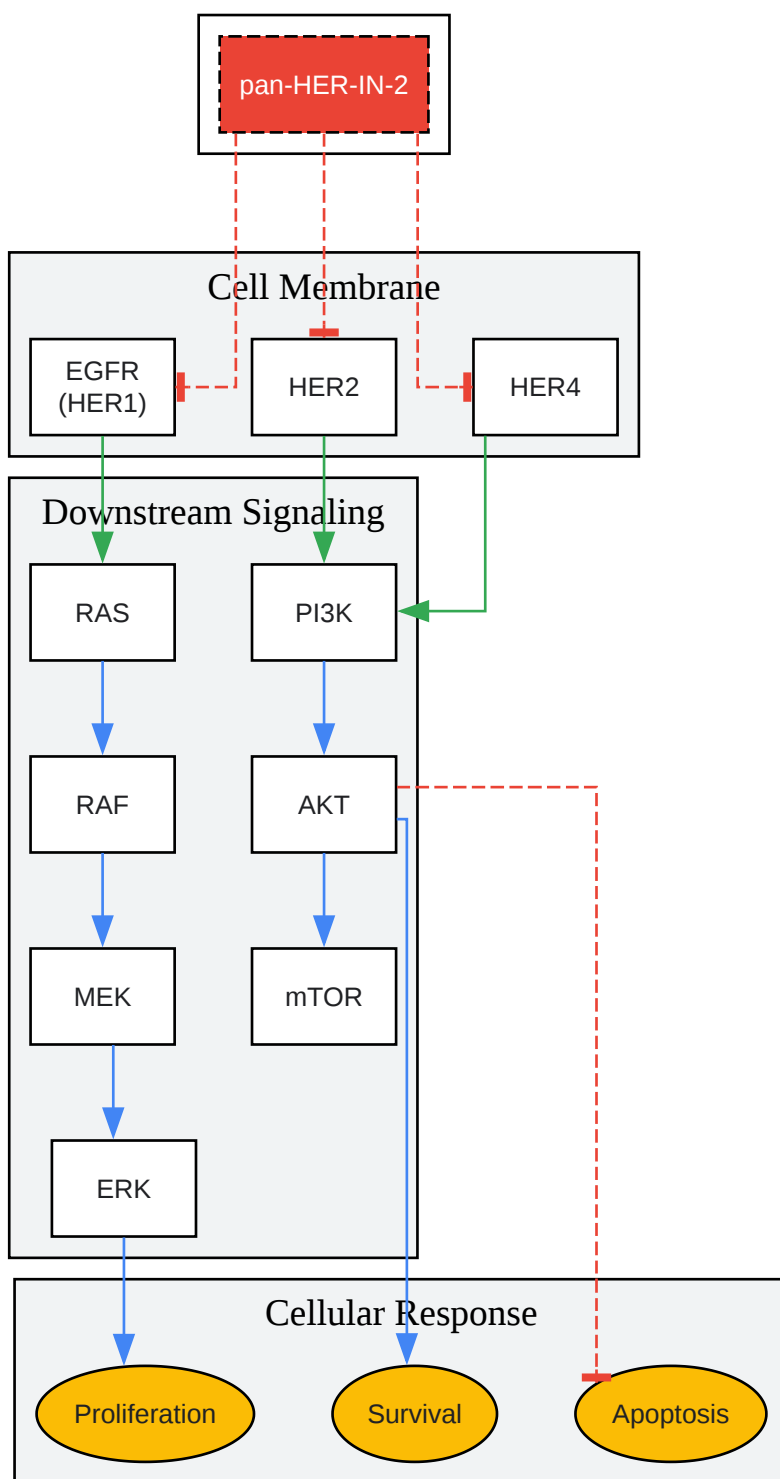 pan-HER-IN-2
Cell Membrane
EGFR
(HER1)
HER2
HER4
Downstream Signaling
RAS
PI3K
RAF
AKT
MEK
mTOR
ERK
Cellular Response
Proliferation
Survival
Apoptosis